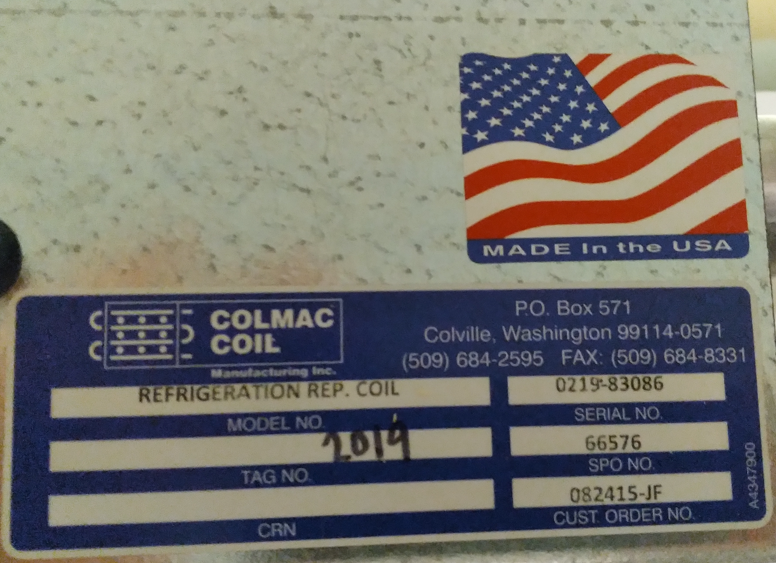 MADE In the USA
COLMAC
COIL
Manufacturing Inc.
P.O. Box 571
Colville, Washington 99114-0571
(509) 684-2595 FAX: (509) 684-8331
REFRIGERATION REP. COIL
MODEL NO.
2019
TAG NO.
CRN
0219-83086
SERIAL NO.
66576
SPO NO.
082415-JF
CUST. ORDER NO.
A4347900